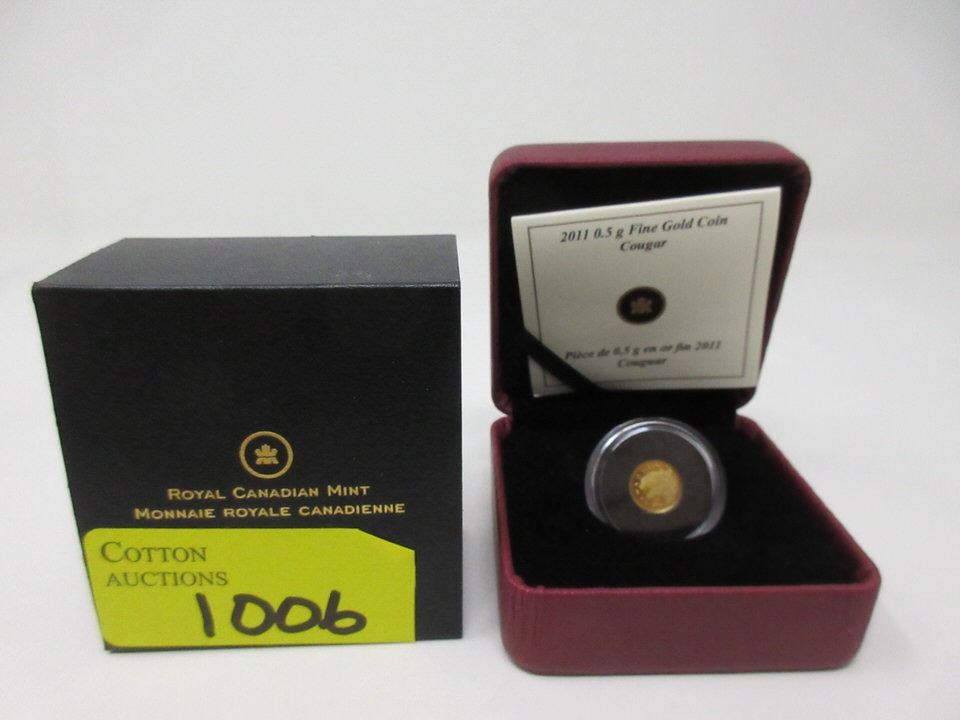 ROYAL CANADIAN MINT
MONNAIE ROYALE CANADIENNE
COTTON
AUCTIONS
1006
2011 0.5 g Fine Gold Coin
Cougar
Pièce de 0,5 g en or fin 2011
Couguar